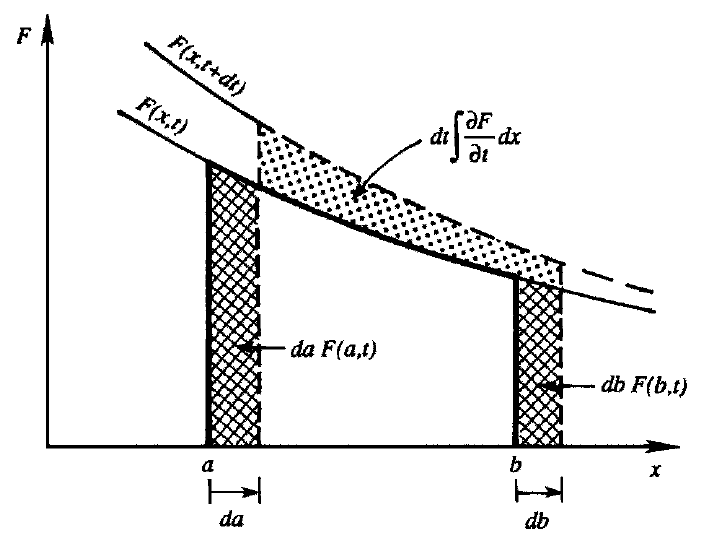 F
F(x,t+dt)
F(x,t)
dt∫∂F/∂t dx
da F(a,t)
db F(b,t)
a
b
x
da
db